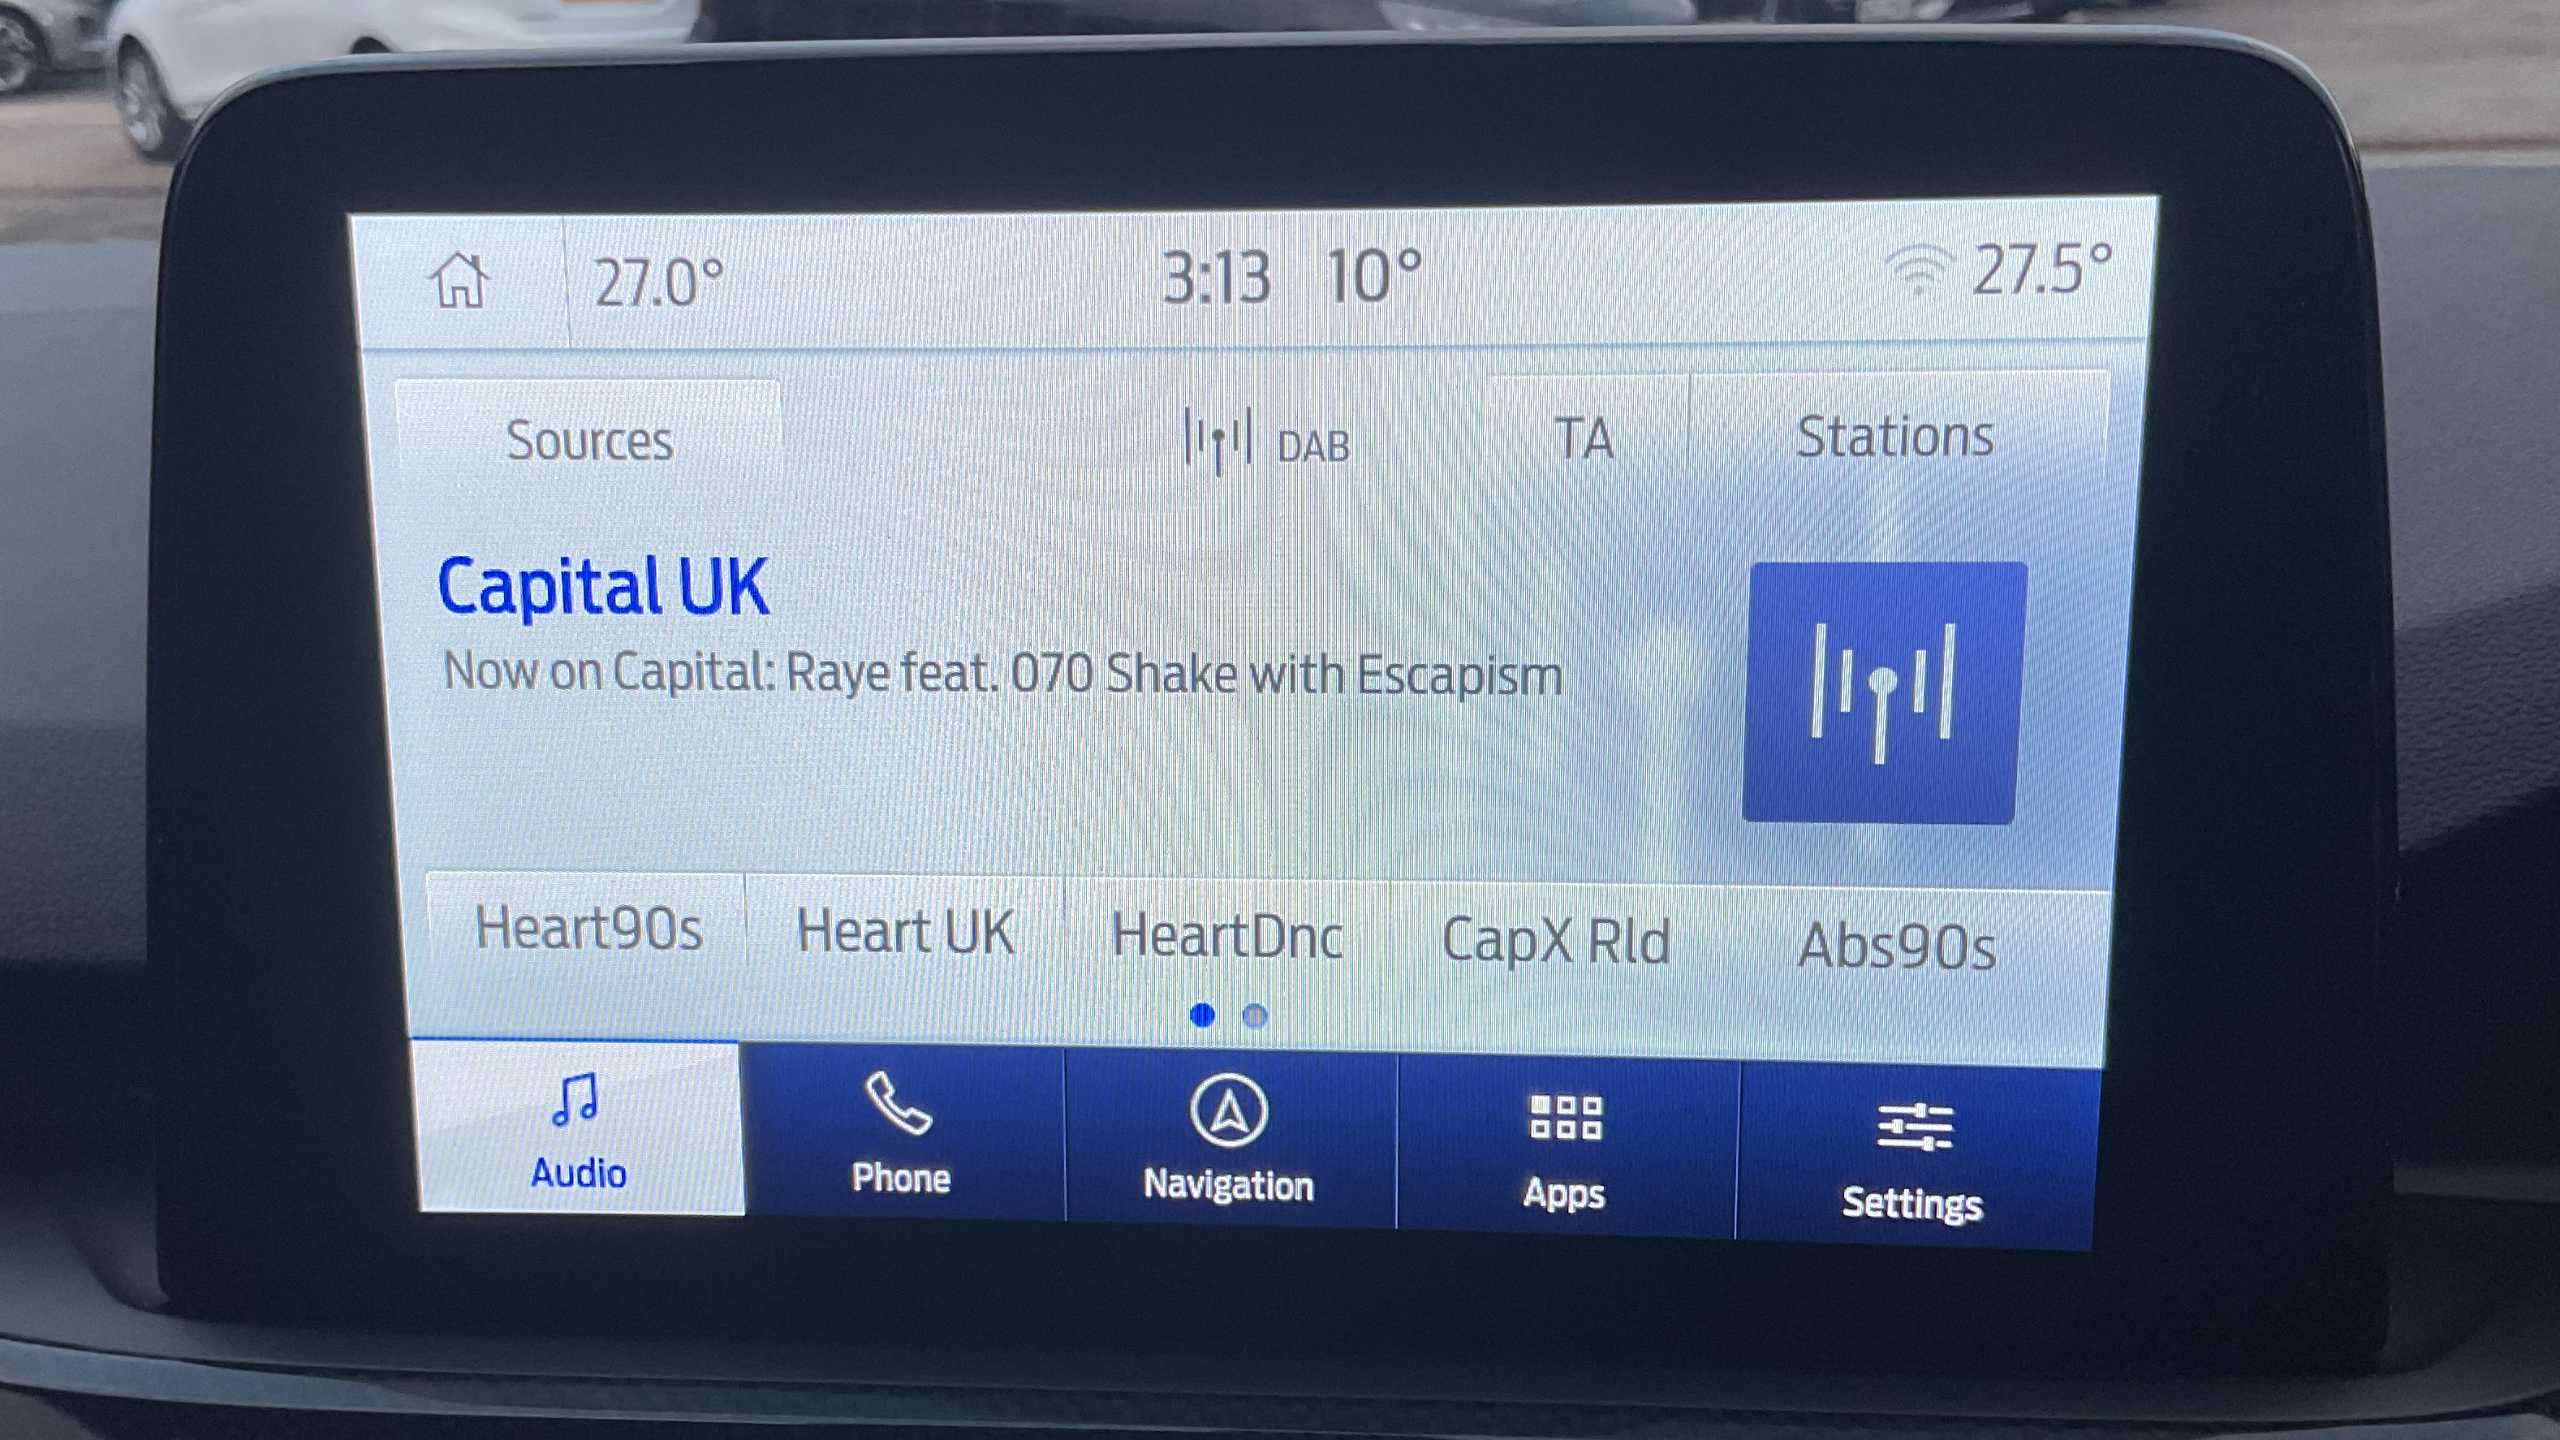 27.0° 3:13 10° 27.5°
Sources DAB TA Stations
Capital UK
Now on Capital: Raye feat. 070 Shake with Escapism
Heart90s Heart UK HeartDnc CapX Rld Abs90s
Audio Phone Navigation Apps Settings